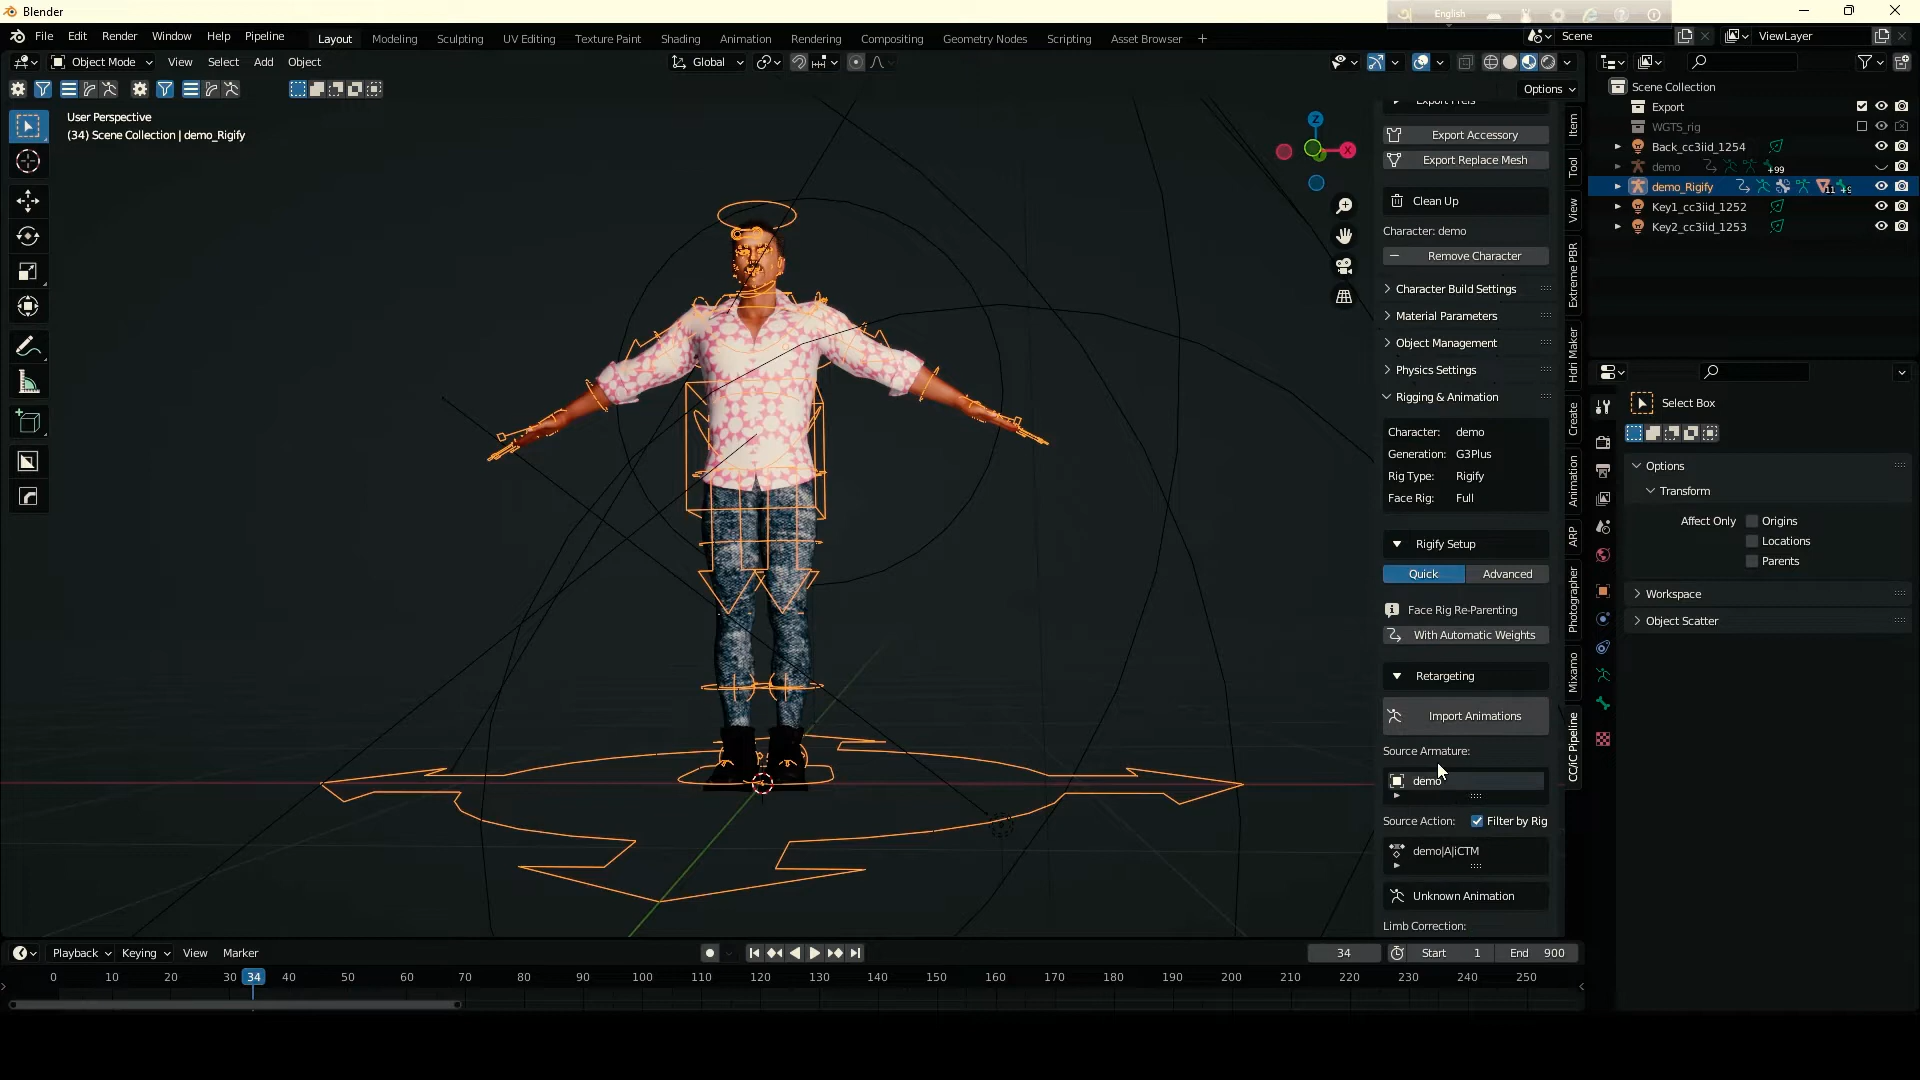 Blender
English
File Edit Render Window Help Pipeline
Layout Modeling Sculpting UV Editing Texture Paint Shading Animation Rendering Compositing Geometry Nodes Scripting Asset Browser +
Scene
ViewLayer
Object Mode View Select Add Object
Global
Options
User Perspective
(34) Scene Collection | demo_Rigify
Z
X
Export Accessory
Export Replace Mesh
Clean Up
Character: demo
Remove Character
Character Build Settings
Material Parameters
Object Management
Physics Settings
Rigging & Animation
Character: demo
Generation: G3Plus
Rig Type: Rigify
Face Rig: Full
Rigify Setup
Quick Advanced
Face Rig Re-Parenting
With Automatic Weights
Retargeting
Import Animations
Source Armature:
demo
Source Action: Filter by Rig
demo|A|iCTM
Unknown Animation
Limb Correction:
Item
Tool
View
Extreme PBR
Hdri Maker
Create
Animation
ARP
Photographer
Mixamo
CC/iC Pipeline
Scene Collection
Export
WGTS_rig
Back_cc3iid_1254
demo +99
demo_Rigify 11 +9
Key1_cc3iid_1252
Key2_cc3iid_1253
Select Box
Options
Transform
Affect Only Origins
Locations
Parents
Workspace
Object Scatter
Playback Keying View Marker
34 Start 1 End 900
0 10 20 30 34 40 50 60 70 80 90 100 110 120 130 140 150 160 170 180 190 200 210 220 230 240 250